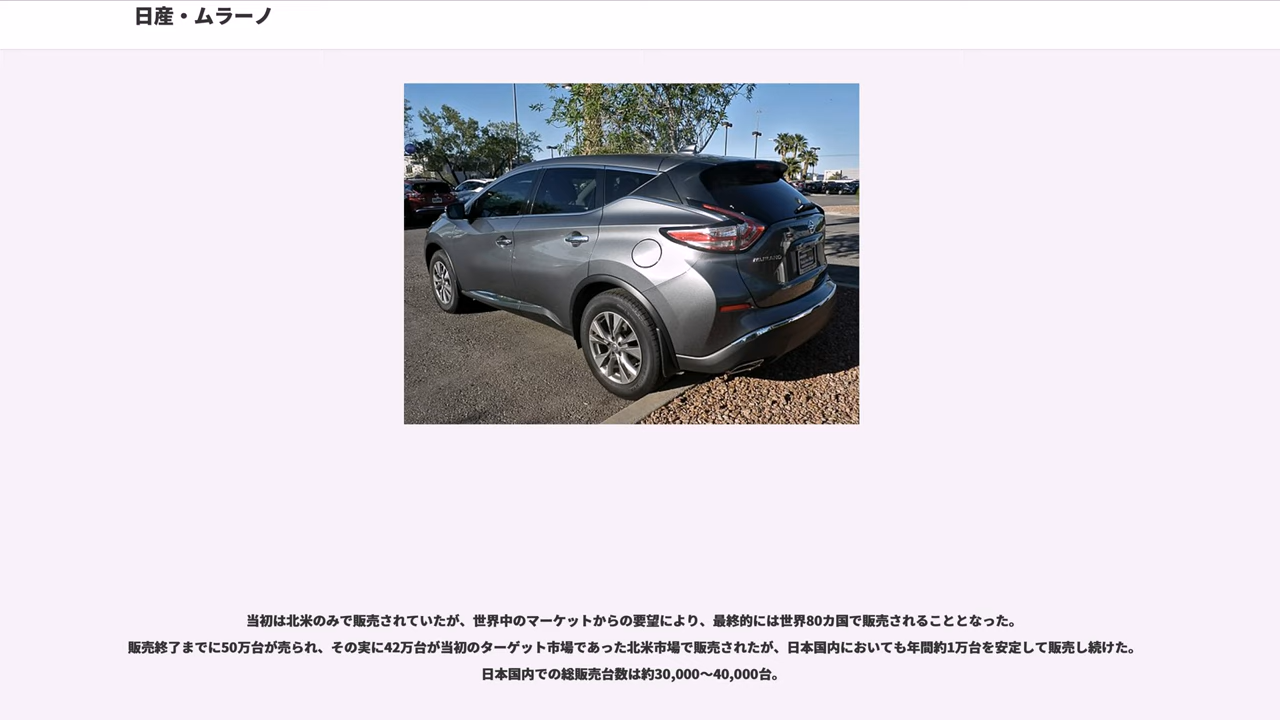 日産・ムラーノ
MURANO
当初は北米のみで販売されていたが、世界中のマーケットからの要望により、最終的には世界80カ国で販売されることとなった。
販売終了までに50万台が売られ、その実に42万台が当初のターゲット市場であった北米市場で販売されたが、日本国内においても年間約1万台を安定して販売し続けた。
日本国内での総販売台数は約30,000〜40,000台。